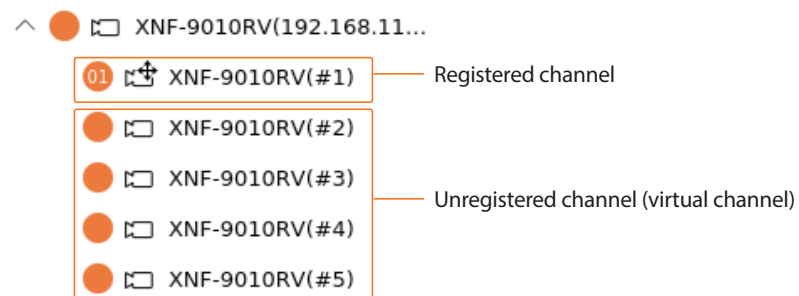 XNF-9010RV(192.168.11...
01 XNF-9010RV(#1) Registered channel
XNF-9010RV(#2)
XNF-9010RV(#3)
Unregistered channel (virtual channel)
XNF-9010RV(#4)
XNF-9010RV(#5)